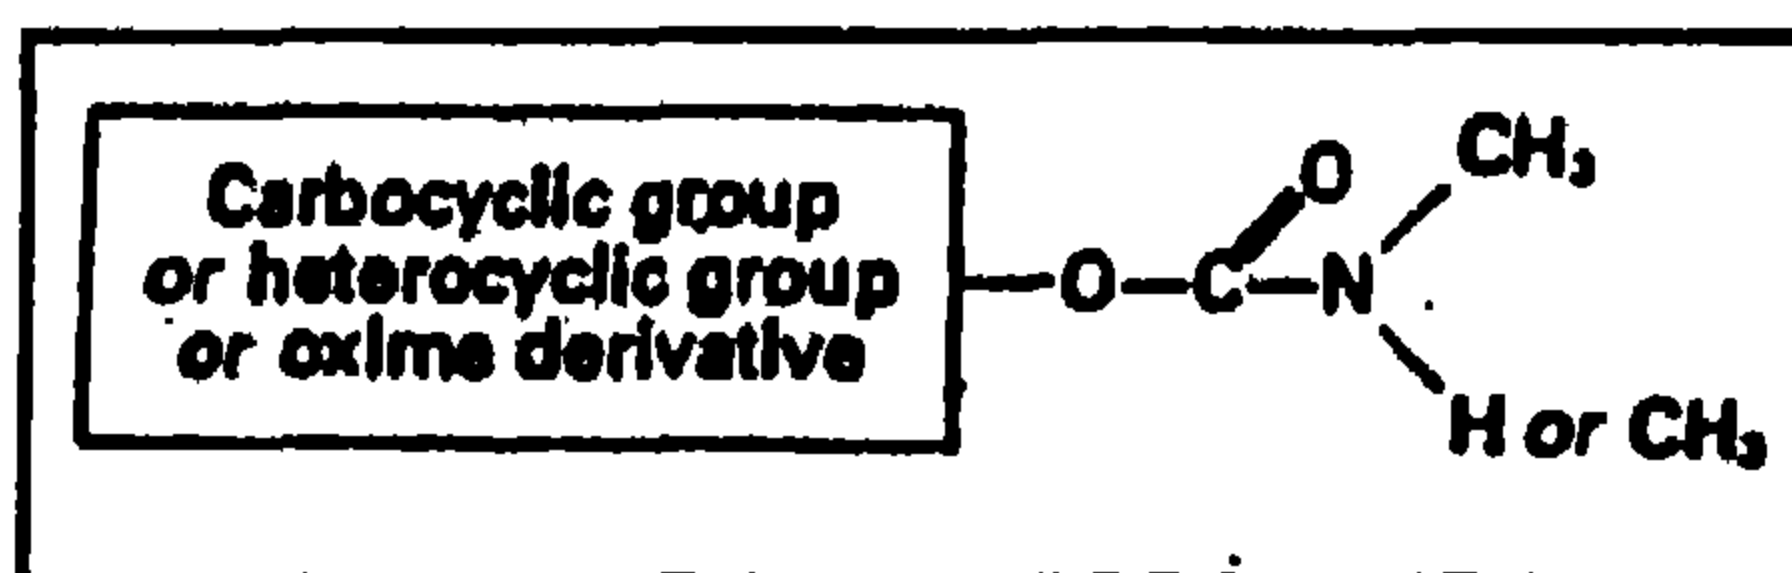 Carbocyclic group
or heterocyclic group
or oxime derivative
O
CH₃
O
C
N
H or CH₃